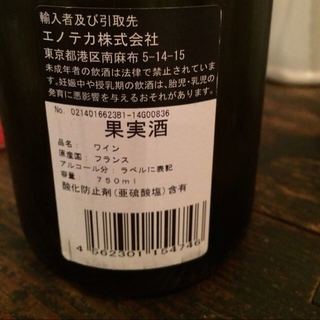 輸入者及び引取先
エノテカ株式会社
東京都港区南麻布5-14-15
未成年者の飲酒は法律で禁止されています。
妊娠中や授乳期の飲酒は、胎児・乳児の
発育に悪影響を与えるおそれがあります。
No. 0214016623B1-14G00836
果実酒
品名: ワイン
原産国: フランス
アルコール分: ラベルに表記
容量 750ml
酸化防止剤(亜硫酸塩)含有
4562301154746